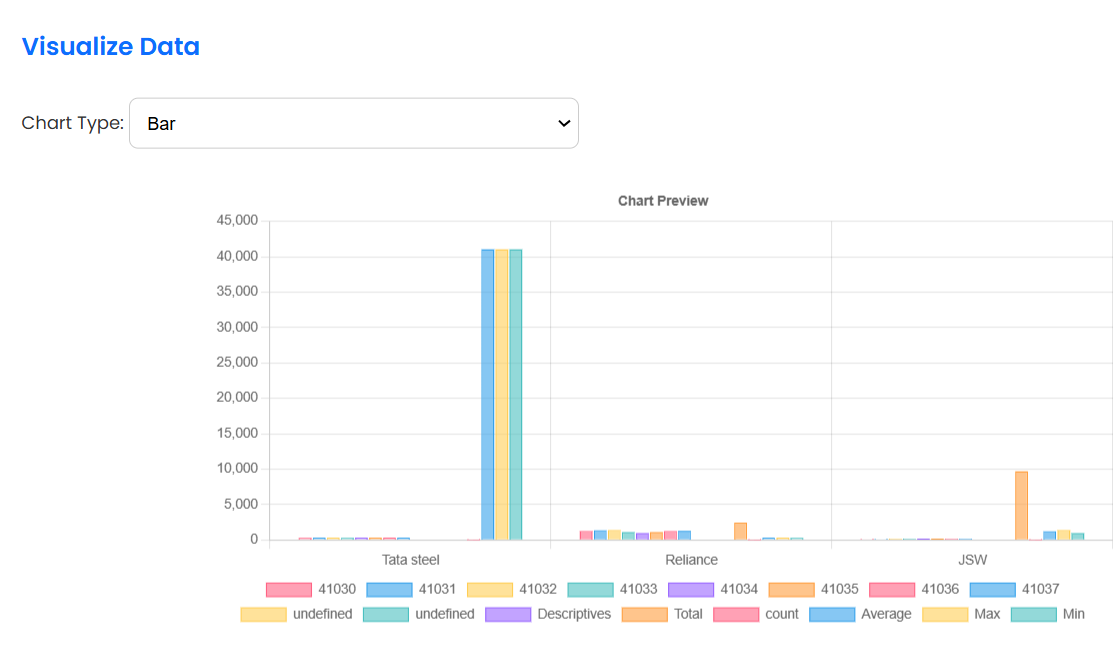 Visualize Data
Chart Type: Bar
Chart Preview
45,000
40,000
35,000
30,000
25,000
20,000
15,000
10,000
5,000
0
Tata steel Reliance JSW
41030 41031 41032 41033 41034 41035 41036 41037
undefined undefined Descriptives Total count Average Max Min